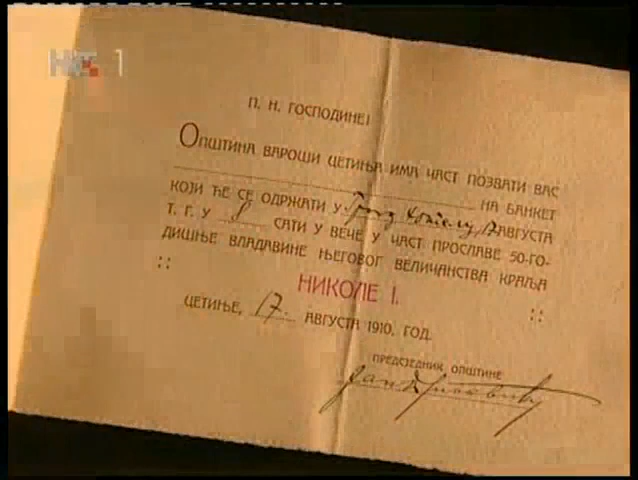 HRT 1
П. Н. ГОСПОДИНЕ!
ОПШТИНА ВАРОШИ ЦЕТИЊА ИМА ЧАСТ ПОЗВАТИ ВАС
НА БАНКЕТ
КОЈИ ЋЕ СЕ ОДРЖАТИ У АВГУСТА
Т. Г. У 8 САТИ У ВЕЧЕ У ЧАСТ ПРОСЛАВЕ 50-ГО-
ДИШЊЕ ВЛАДАВИНЕ ЊЕГОВОГ ВЕЛИЧАНСТВА КРАЉА
НИКОЛЕ I.
ЦЕТИЊЕ, 17. АВГУСТА 1910. ГОД.
ПРЕДСЈЕДНИК ОПШТИНЕ